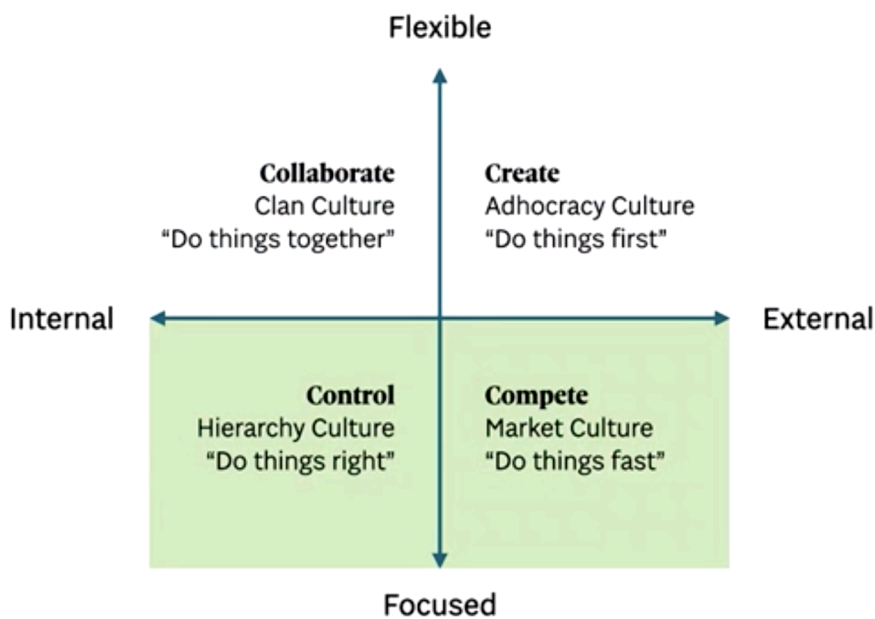 Flexible
Collaborate
Clan Culture
“Do things together”
Create
Adhocracy Culture
“Do things first”
Internal
External
Control
Hierarchy Culture
“Do things right”
Compete
Market Culture
“Do things fast”
Focused